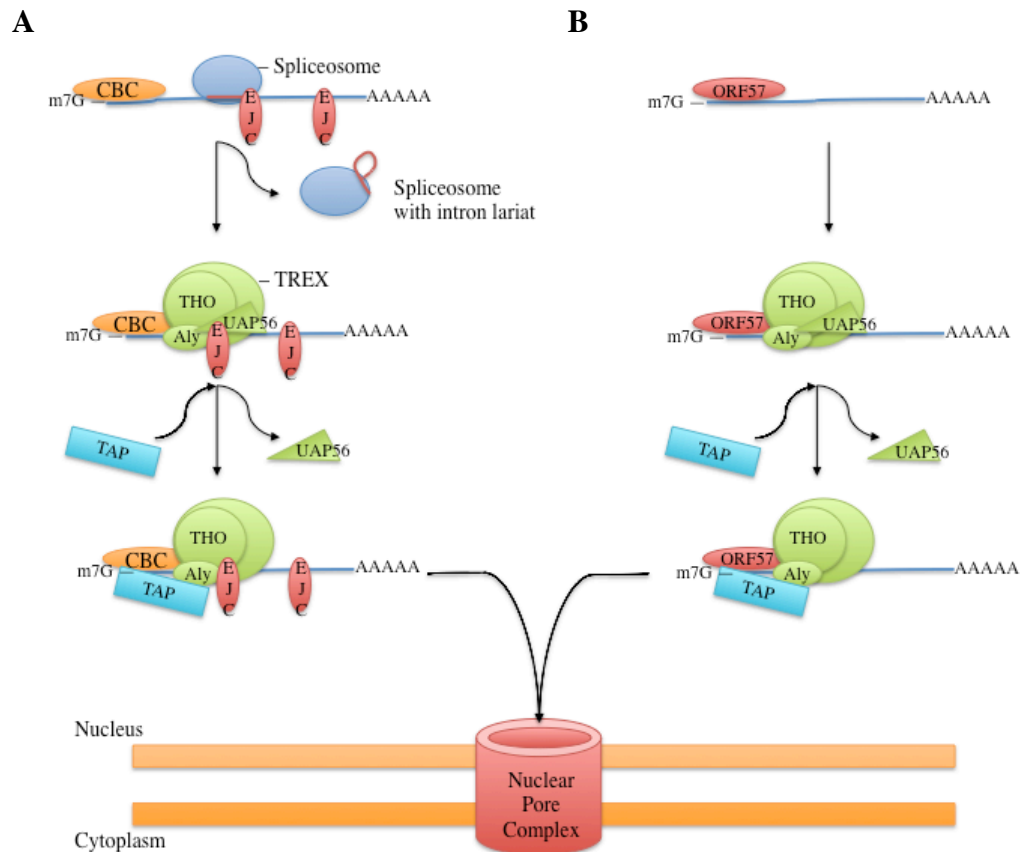 A
CBC
Spliceosome
m7G
E
J
C
E
J
C
AAAAA
Spliceosome
with intron lariat
TREX
THO
CBC
UAP56
m7G
Aly
E
J
C
E
J
C
AAAAA
TAP
UAP56
THO
CBC
m7G
Aly
E
J
C
E
J
C
AAAAA
TAP
B
ORF57
m7G
AAAAA
THO
ORF57
UAP56
m7G
Aly
AAAAA
TAP
UAP56
THO
ORF57
m7G
Aly
AAAAA
TAP
Nucleus
Nuclear
Pore
Complex
Cytoplasm